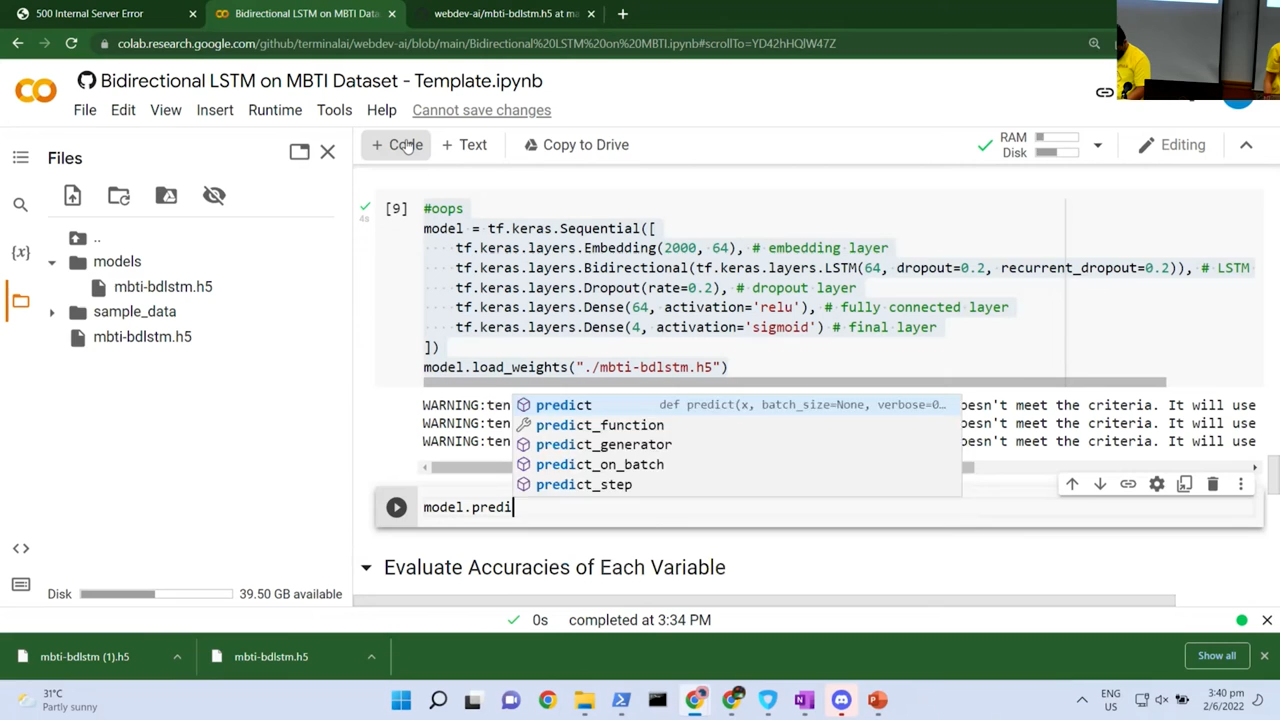 500 Internal Server Error
Bidirectional LSTM on MBTI Dat
webdev-ai/mbti-bdlstm.h5 at ma
colab.research.google.com/github/terminalai/webdev-ai/blob/main/Bidirectional%20LSTM%20on%20MBTI.ipynb#scrollTo=YD42hHQlW47Z
Bidirectional LSTM on MBTI Dataset - Template.ipynb
File Edit View Insert Runtime Tools Help Cannot save changes
Files
+ Code + Text Copy to Drive
RAM
Disk
Editing
..
models
mbti-bdlstm.h5
sample_data
mbti-bdlstm.h5
Disk 39.50 GB available
[9]
4s
#oops
model = tf.keras.Sequential([
tf.keras.layers.Embedding(2000, 64), # embedding layer
tf.keras.layers.Bidirectional(tf.keras.layers.LSTM(64, dropout=0.2, recurrent_dropout=0.2)), # LSTM
tf.keras.layers.Dropout(rate=0.2), # dropout layer
tf.keras.layers.Dense(64, activation='relu'), # fully connected layer
tf.keras.layers.Dense(4, activation='sigmoid') # final layer
])
model.load_weights("./mbti-bdlstm.h5")
WARNING:ten
esn't meet the criteria. It will use
WARNING:ten
esn't meet the criteria. It will use
WARNING:ten
esn't meet the criteria. It will use
predict def predict(x, batch_size=None, verbose=0…
predict_function
predict_generator
predict_on_batch
predict_step
model.predi
Evaluate Accuracies of Each Variable
0s completed at 3:34 PM
mbti-bdlstm (1).h5
mbti-bdlstm.h5
Show all
31°C
Partly sunny
ENG
US
3:40 pm
2/6/2022